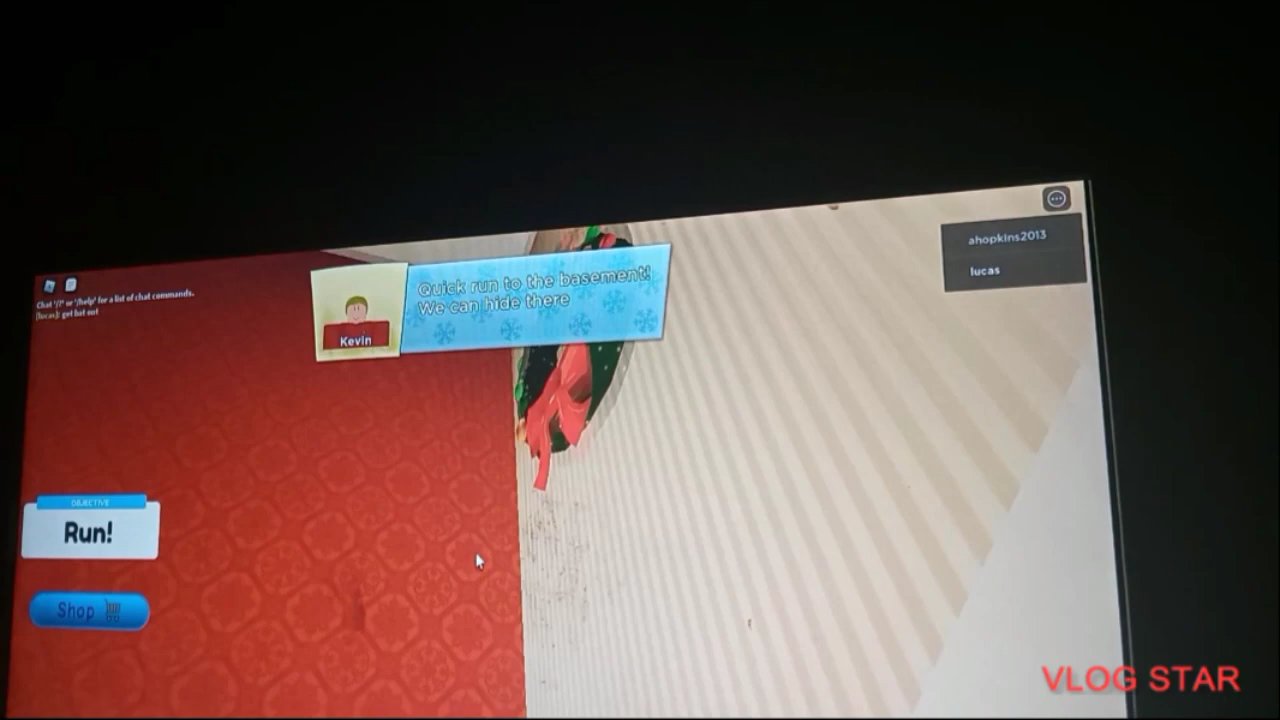 ahopkins2013
lucas
Chat '/?' or '/help' for a list of chat commands.
[lucas]: get bat out
Quick run to the basement!
We can hide there
Kevin
OBJECTIVE
Run!
Shop
VLOG STAR